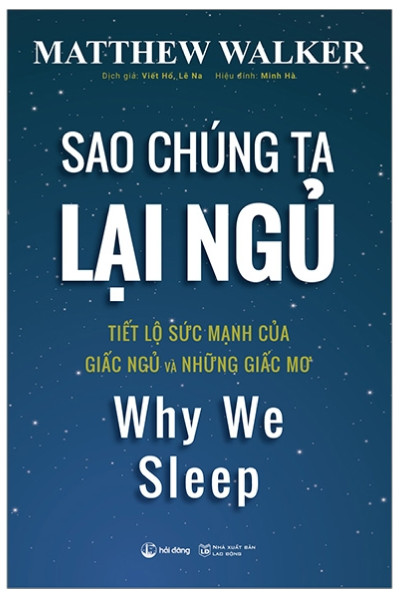 MATTHEW WALKER
Dịch giả: Viết Hổ, Lê Na Hiệu đính: Minh Hà.
SAO CHÚNG TA
LẠI NGỦ
TIẾT LỘ SỨC MẠNH CỦA
GIẤC NGỦ VÀ NHỮNG GIẤC MƠ
Why We
Sleep
hải đăng
NHÀ XUẤT BẢN
LAO ĐỘNG